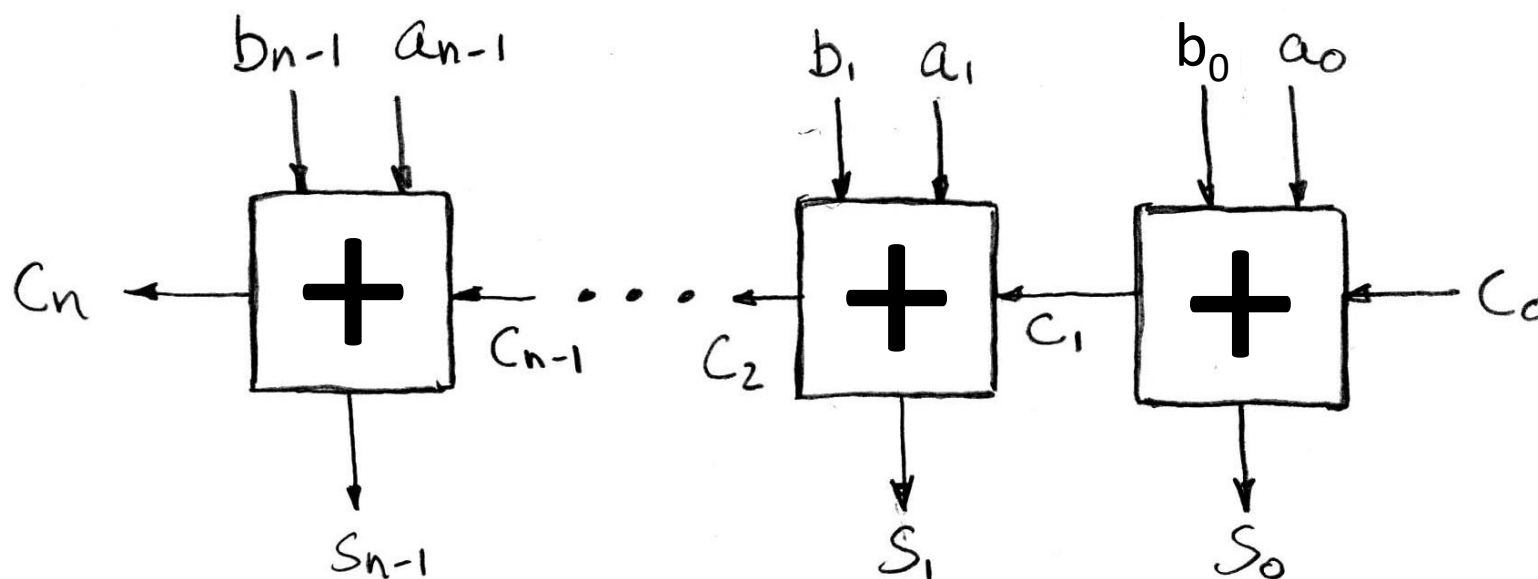 bn-1 an-1 b1 a1 b0 a0
+ + +
Cn Cn-1 C2 C1 C0
Sn-1 S1 S0